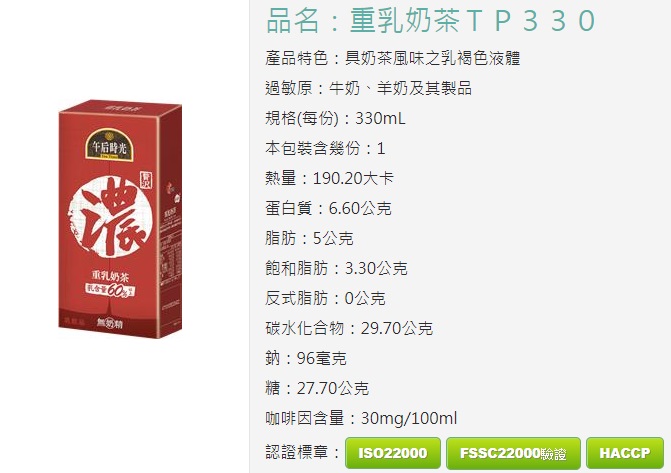 品名：重乳奶茶ＴＰ３３０
產品特色：具奶茶風味之乳褐色液體
過敏原：牛奶、羊奶及其製品
規格(每份)：330mL
本包裝含幾份：1
熱量：190.20大卡
蛋白質：6.60公克
脂肪：5公克
飽和脂肪：3.30公克
反式脂肪：0公克
碳水化合物：29.70公克
鈉：96毫克
糖：27.70公克
咖啡因含量：30mg/100ml
認證標章：ISO22000 FSSC22000驗證 HACCP
重乳奶茶
午后時光
贅沢
濃
重乳奶茶
乳含量60%
無奶精